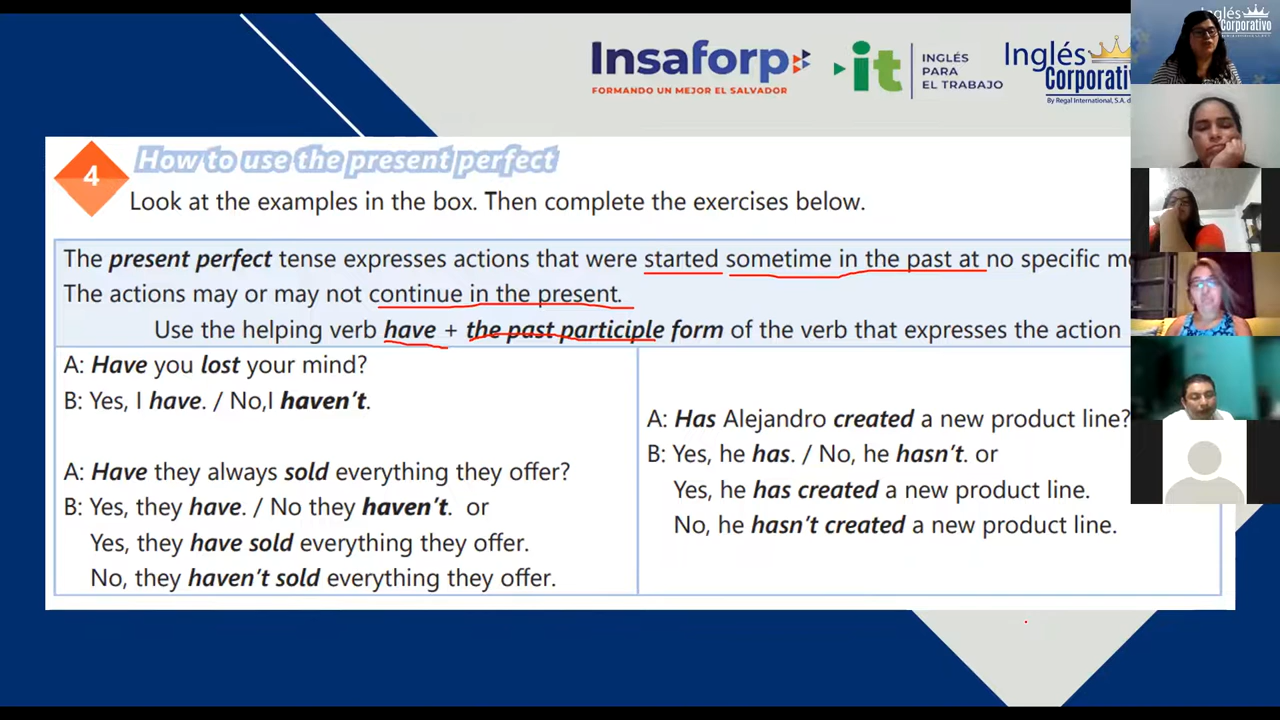 Insaforp
FORMANDO UN MEJOR EL SALVADOR
it
INGLÉS
PARA
EL TRABAJO
Inglés
Corporativ
By Regal International, S.A. d
Inglés
Corporativo
4
How to use the present perfect
Look at the examples in the box. Then complete the exercises below.
The present perfect tense expresses actions that were started sometime in the past at no specific
The actions may or may not continue in the present.
Use the helping verb have + the past participle form of the verb that expresses the action
A: Have you lost your mind?
B: Yes, I have. / No,I haven't.
A: Have they always sold everything they offer?
B: Yes, they have. / No they haven't. or
Yes, they have sold everything they offer.
No, they haven't sold everything they offer.
A: Has Alejandro created a new product line?
B: Yes, he has. / No, he hasn't. or
Yes, he has created a new product line.
No, he hasn't created a new product line.